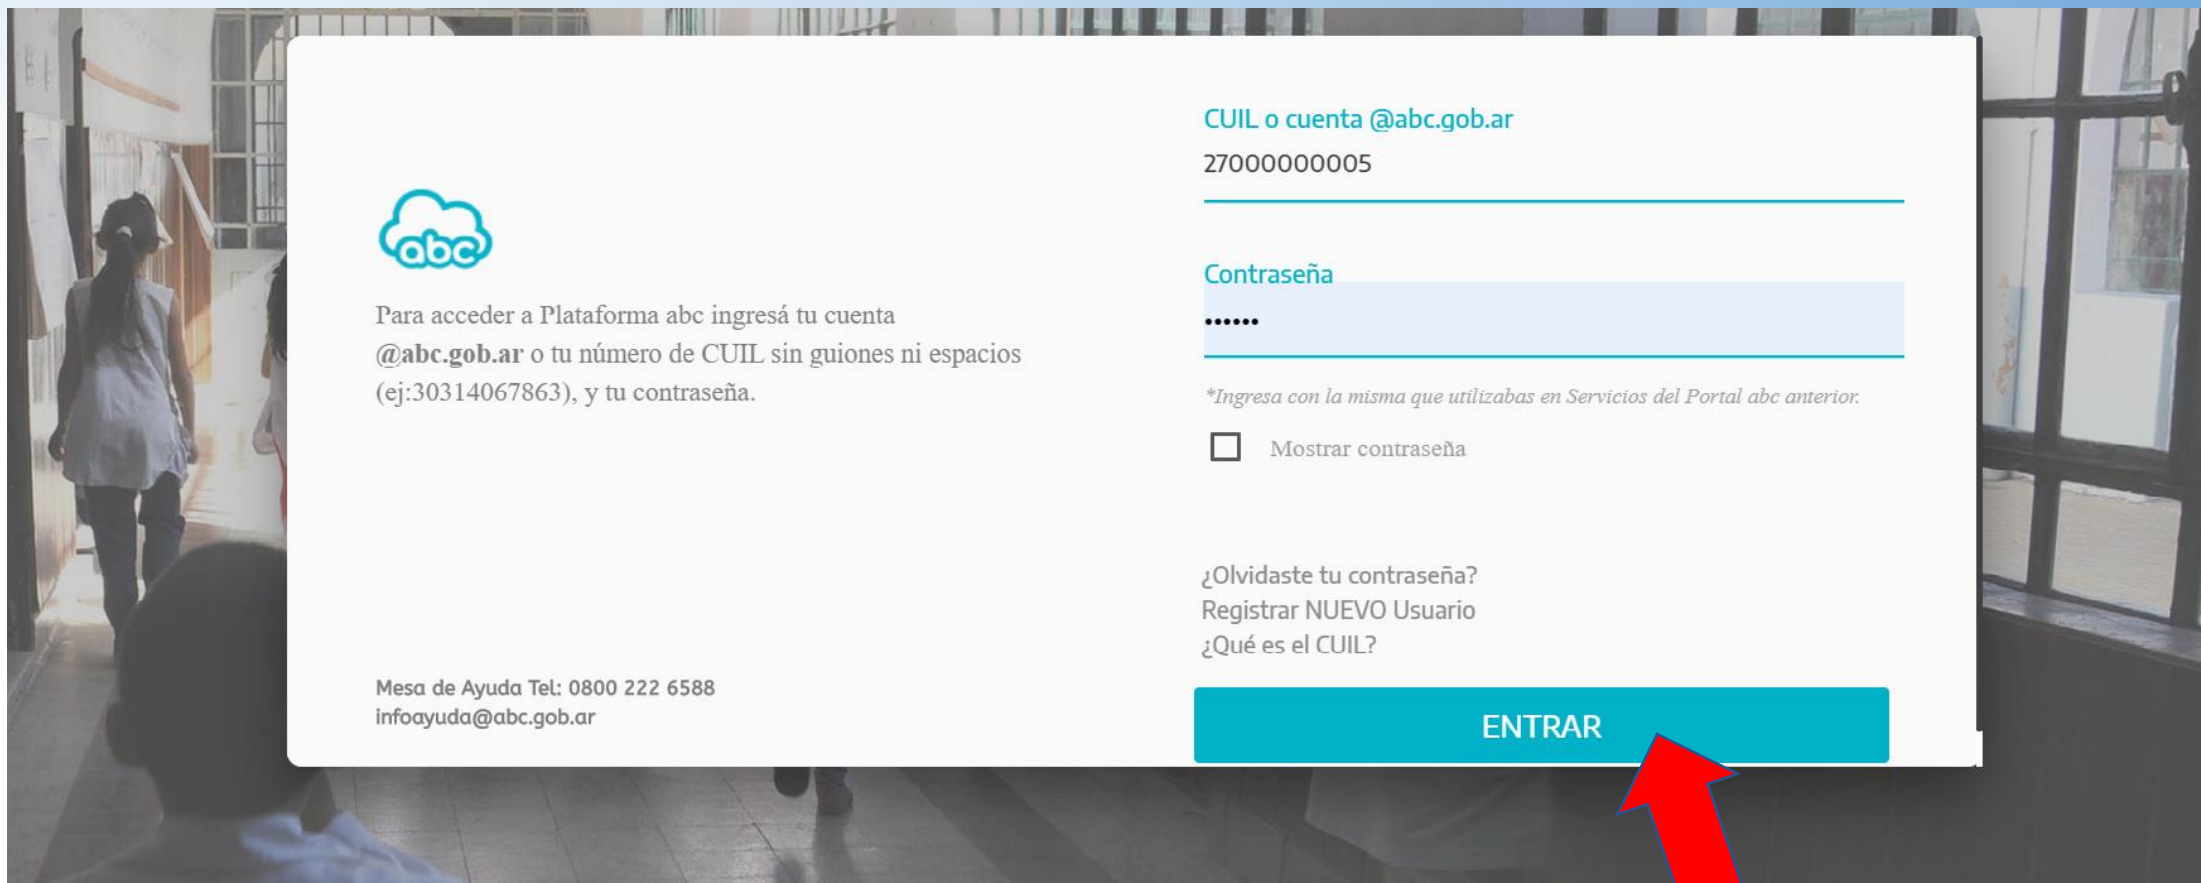 abc
Para acceder a Plataforma abc ingresá tu cuenta
@abc.gob.ar o tu número de CUIL sin guiones ni espacios
(ej:30314067863), y tu contraseña.
Mesa de Ayuda Tel: 0800 222 6588
infoayuda@abc.gob.ar
CUIL o cuenta @abc.gob.ar
27000000005
Contraseña
••••••
*Ingresa con la misma que utilizabas en Servicios del Portal abc anterior.
Mostrar contraseña
¿Olvidaste tu contraseña?
Registrar NUEVO Usuario
¿Qué es el CUIL?
ENTRAR